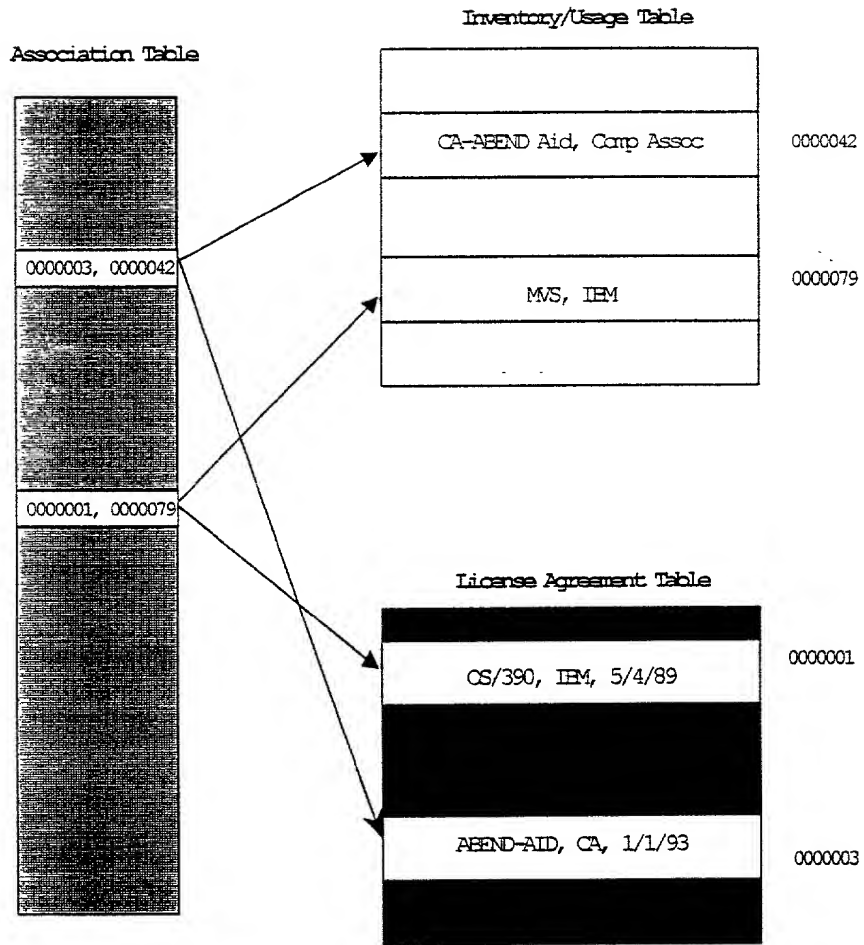 Inventory/Usage Table
Association Table
CA-ABEND Aid, Comp Assoc
0000042
0000003, 0000042
MVS, IBM
0000079
0000001, 0000079
License Agreement Table
OS/390, IBM, 5/4/89
0000001
ABEND-AID, CA, 1/1/93
0000003